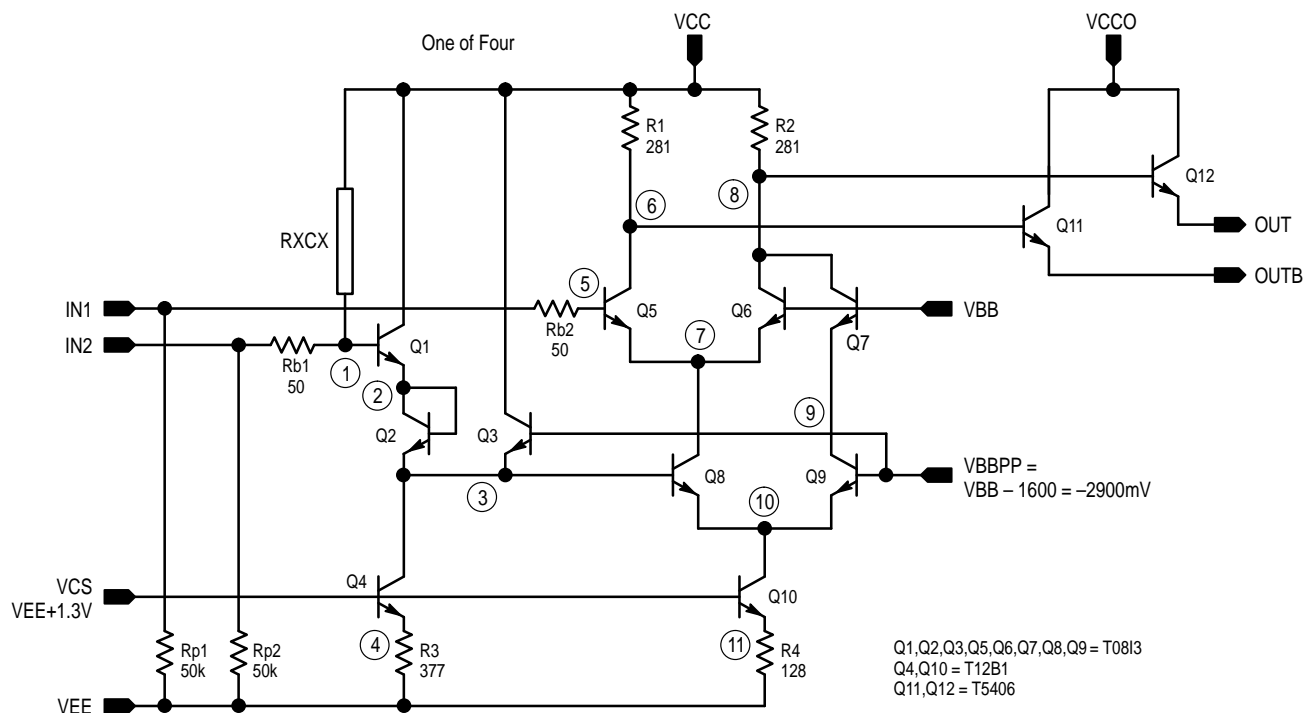 VCC
VCCO
One of Four
R1
281
R2
281
Q12
6
8
OUT
Q11
RXCX
OUTB
5
IN1
Q5
Q6
VBB
Rb2
50
7
Q7
IN2
Q1
Rb1
50
1
2
9
Q2
Q3
VBBPP =
VBB – 1600 = –2900mV
Q8
Q9
3
10
VCS
VEE+1.3V
Q4
Q10
Rp1
50k
Rp2
50k
4
R3
377
11
R4
128
Q1,Q2,Q3,Q5,Q6,Q7,Q8,Q9 = T08I3
Q4,Q10 = T12B1
Q11,Q12 = T5406
VEE